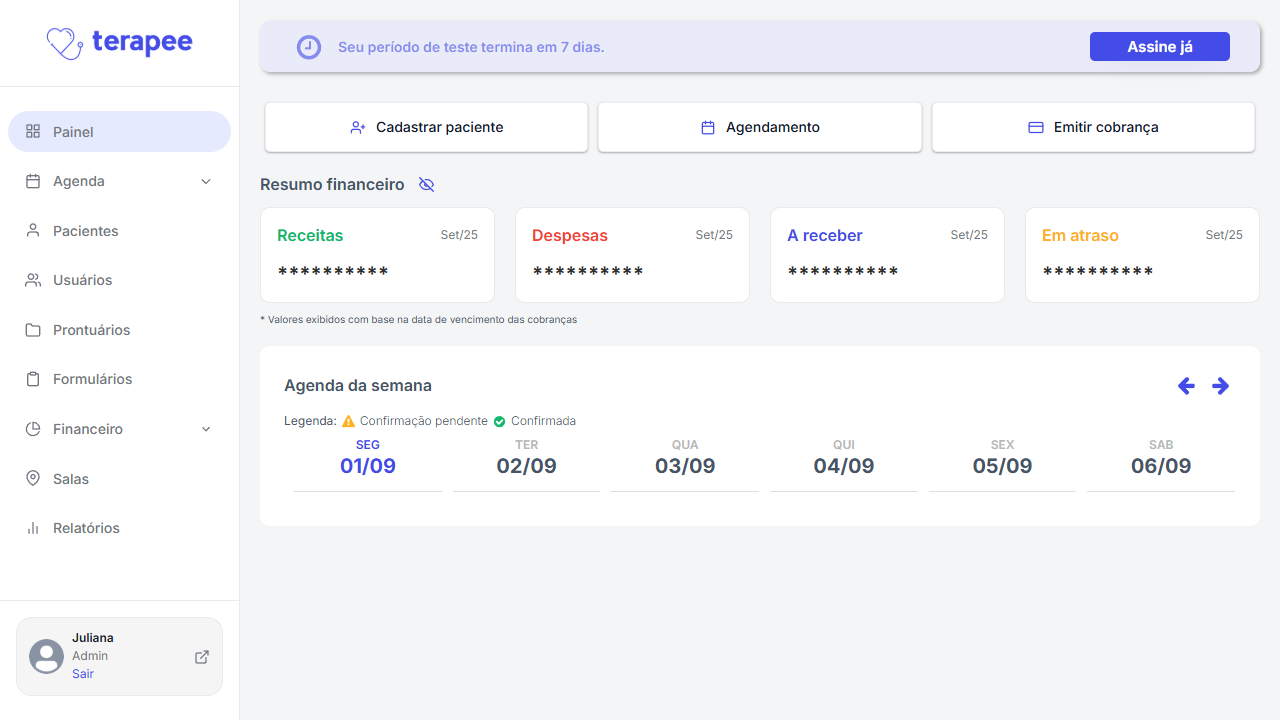 terapee
Seu período de teste termina em 7 dias.
Assine já
Painel
Agenda
Pacientes
Usuários
Prontuários
Formulários
Financeiro
Salas
Relatórios
Juliana
Admin
Sair
Cadastrar paciente
Agendamento
Emitir cobrança
Resumo financeiro
Receitas Set/25
**********
Despesas Set/25
**********
A receber Set/25
**********
Em atraso Set/25
**********
* Valores exibidos com base na data de vencimento das cobranças
Agenda da semana
Legenda: Confirmação pendente Confirmada
SEG TER QUA QUI SEX SAB
01/09 02/09 03/09 04/09 05/09 06/09